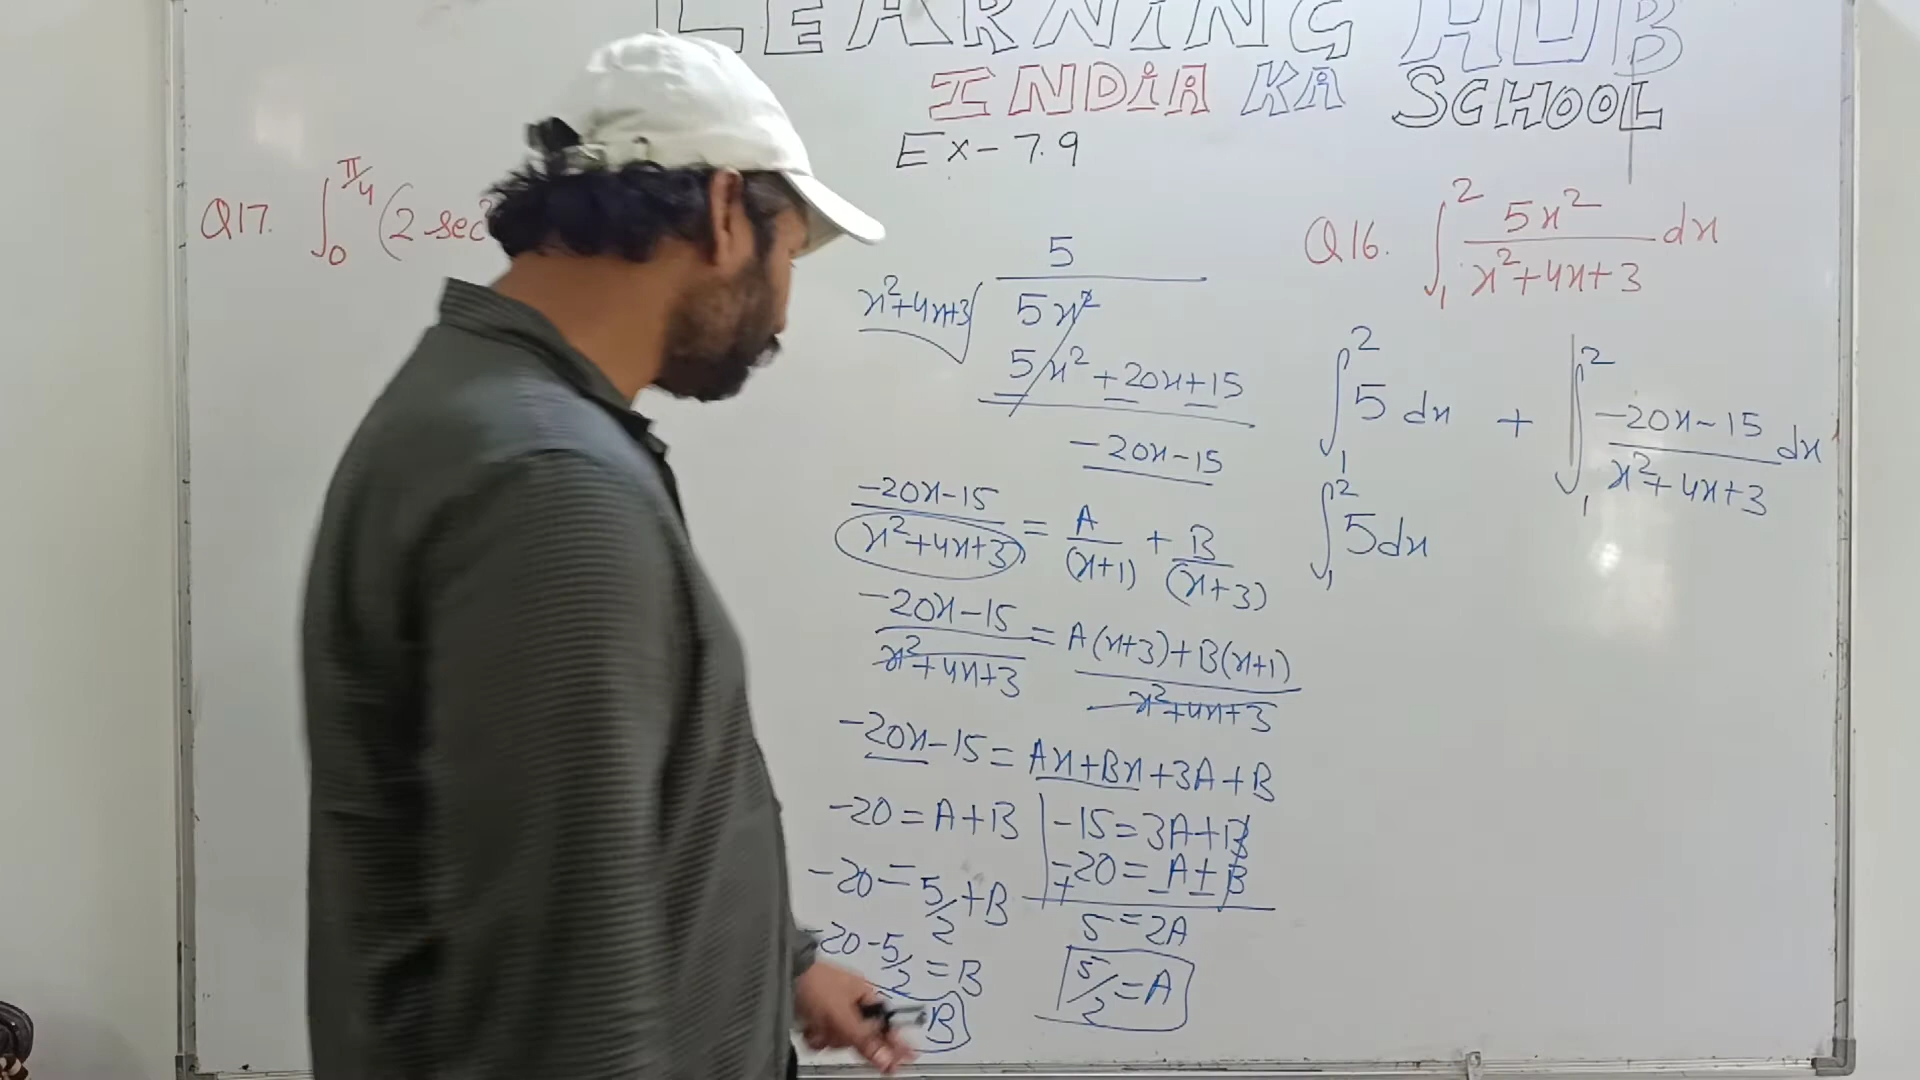 LEARNING HUB
INDIA KA SCHOOL
Ex-7.9
Q17. ∫₀^π/4 (2 sec²
5
x²+4x+3 ) 5x²
5x²+20x+15
-20x-15
(-20x-15)/(x²+4x+3) = A/(x+1) + B/(x+3)
(-20x-15)/(x²+4x+3) = (A(x+3)+B(x+1))/(x²+4x+3)
-20x-15=Ax+Bx+3A+B
-20=A+B
-20=5/2+B
-20-5/2=B
B
-15=3A+B
-20=A+B
- + - -
5=2A
5/2=A
Q16. ∫₁² 5x²/(x²+4x+3) dx
∫₁² 5 dx + ∫₁² (-20x-15)/(x²+4x+3) dx
∫₁² 5dx